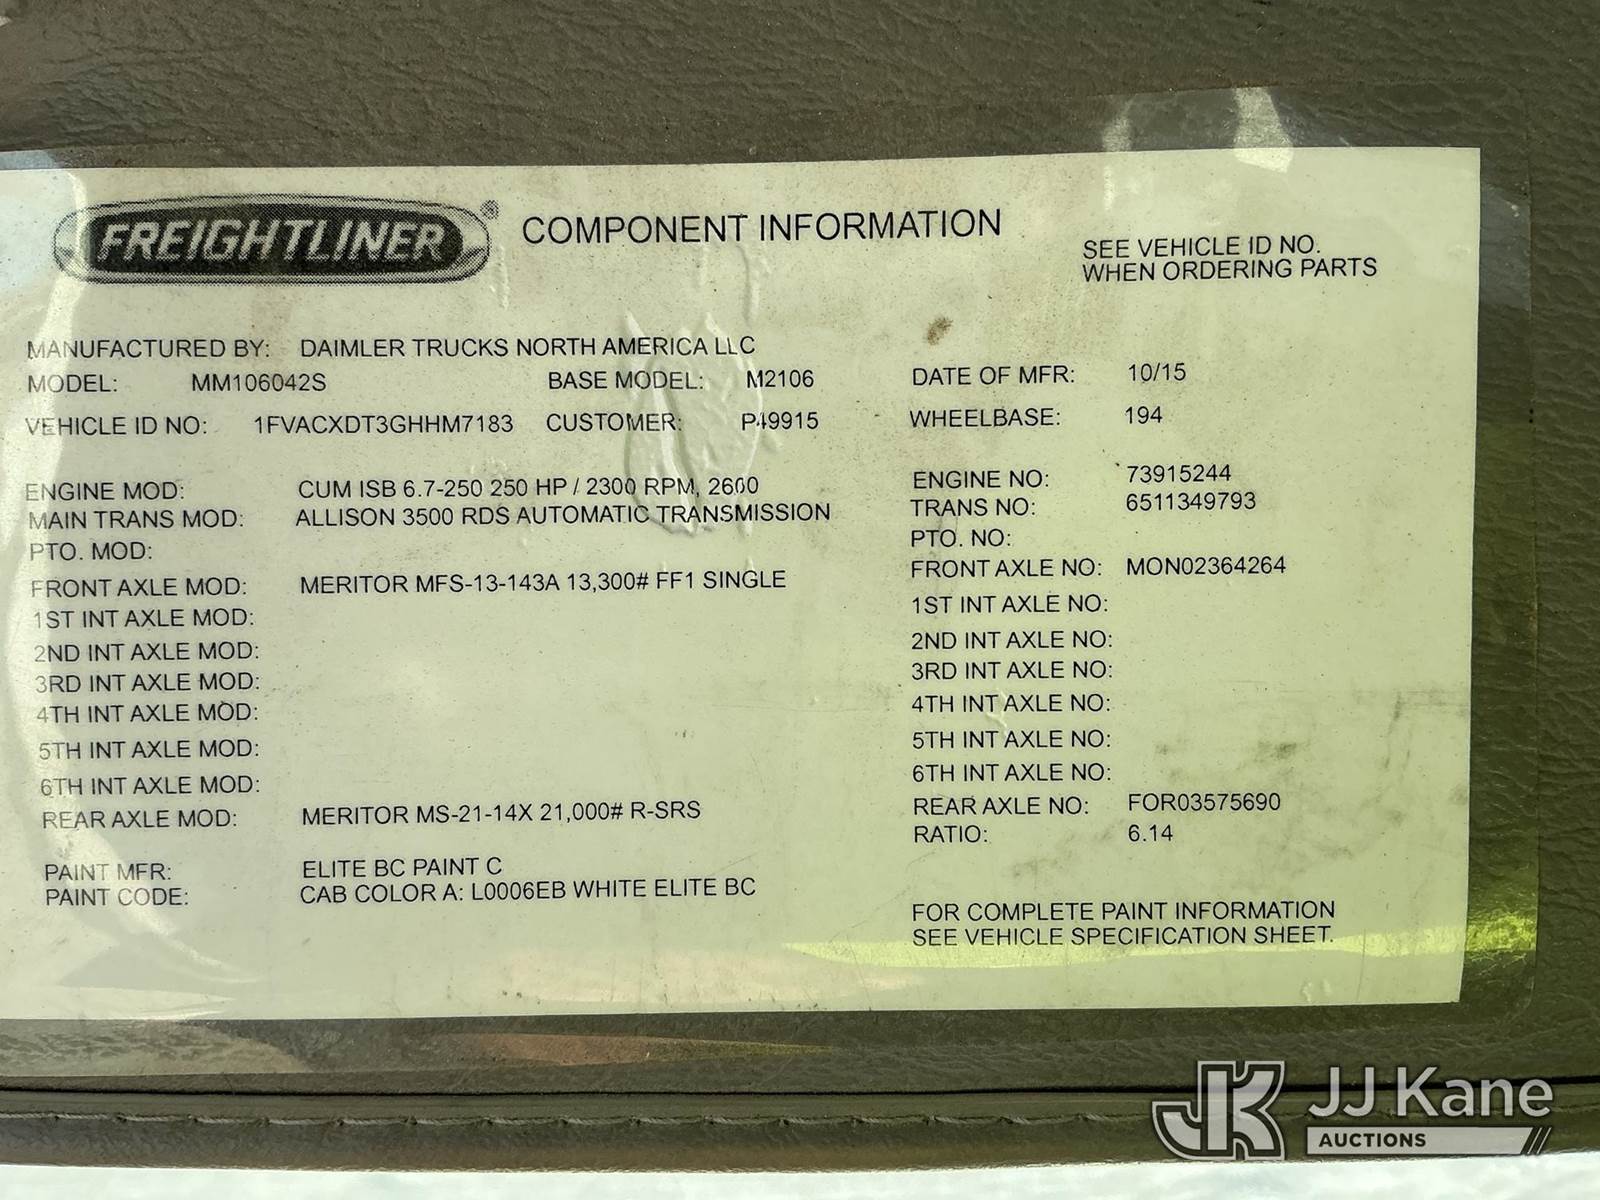 FREIGHTLINER® COMPONENT INFORMATION
SEE VEHICLE ID NO.
WHEN ORDERING PARTS
MANUFACTURED BY: DAIMLER TRUCKS NORTH AMERICA LLC
MODEL: MM106042S BASE MODEL: M2106 DATE OF MFR: 10/15
VEHICLE ID NO: 1FVACXDT3GHHM7183 CUSTOMER: P49915 WHEELBASE: 194
ENGINE MOD: CUM ISB 6.7-250 250 HP / 2300 RPM, 2600 ENGINE NO: 73915244
MAIN TRANS MOD: ALLISON 3500 RDS AUTOMATIC TRANSMISSION TRANS NO: 6511349793
PTO. MOD: PTO. NO:
FRONT AXLE MOD: MERITOR MFS-13-143A 13,300# FF1 SINGLE FRONT AXLE NO: MON02364264
1ST INT AXLE MOD: 1ST INT AXLE NO:
2ND INT AXLE MOD: 2ND INT AXLE NO:
3RD INT AXLE MOD: 3RD INT AXLE NO:
4TH INT AXLE MOD: 4TH INT AXLE NO:
5TH INT AXLE MOD: 5TH INT AXLE NO:
6TH INT AXLE MOD: 6TH INT AXLE NO:
REAR AXLE MOD: MERITOR MS-21-14X 21,000# R-SRS REAR AXLE NO: FOR03575690
RATIO: 6.14
PAINT MFR: ELITE BC PAINT C
PAINT CODE: CAB COLOR A: L0006EB WHITE ELITE BC
FOR COMPLETE PAINT INFORMATION
SEE VEHICLE SPECIFICATION SHEET.
JK JJ Kane
AUCTIONS